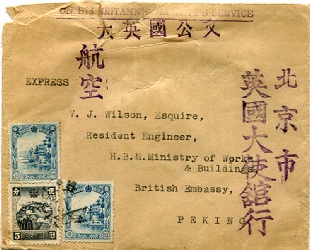 ON HIS BRITANNIC MAJESTY'S SERVICE
大英國公文
航空
EXPRESS
北京市
英國大使館行
V. J. Wilson, Esquire,
Resident Engineer,
H.B.M.Ministry of Works
& Buildings
British Embassy,
PEKING
5